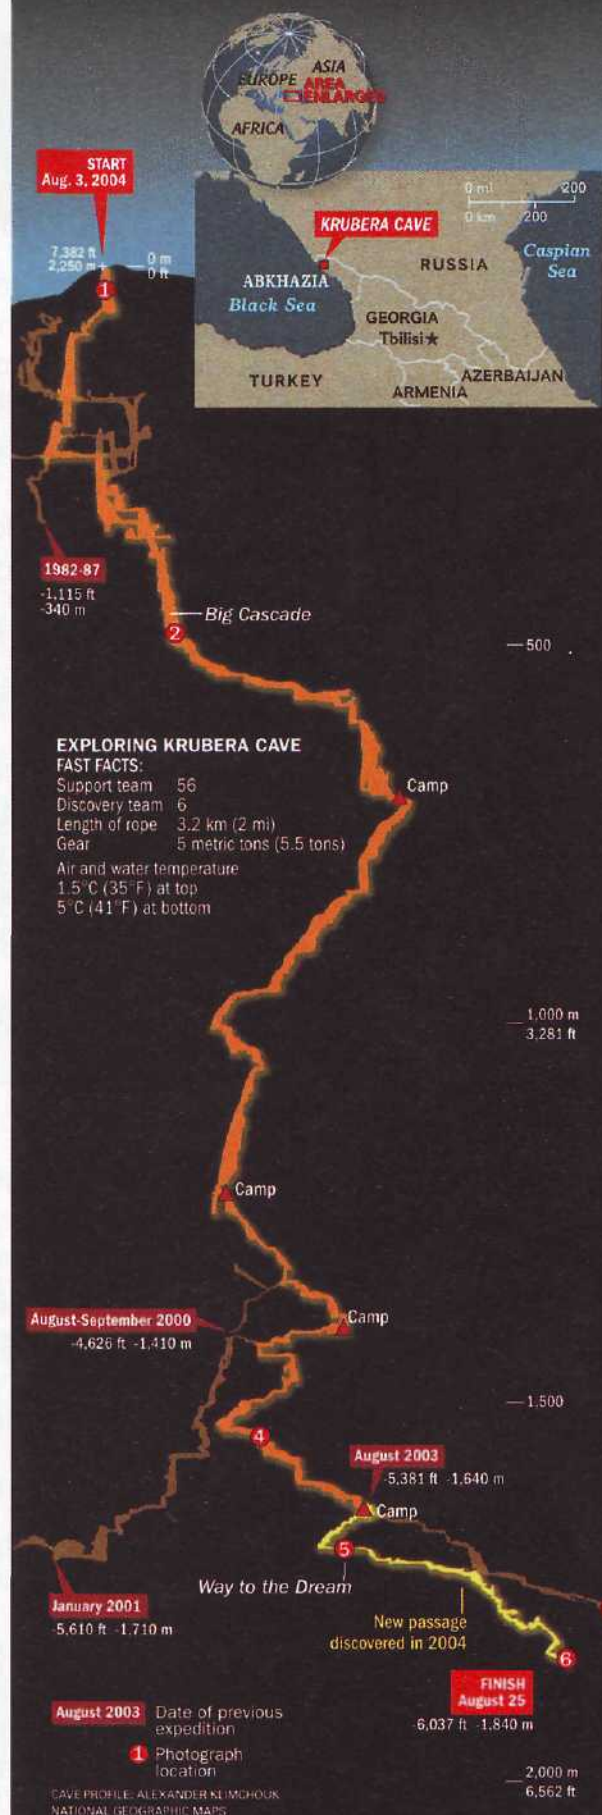 EUROPE
ASIA
AREA
ENLARGED
AFRICA
START
Aug. 3, 2004
7,382 ft
2,250 m
0 m
0 ft
1
0 mi 200
0 km 200
KRUBERA CAVE
RUSSIA
Caspian
Sea
ABKHAZIA
Black Sea
GEORGIA
Tbilisi
TURKEY
AZERBAIJAN
ARMENIA
1982-87
-1,115 ft
-340 m
Big Cascade
2
500
EXPLORING KRUBERA CAVE
FAST FACTS:
Support team 56
Discovery team 6
Length of rope 3.2 km (2 mi)
Gear 5 metric tons (5.5 tons)
Air and water temperature
1.5°C (35°F) at top
5°C (41°F) at bottom
Camp
1,000 m
3,281 ft
Camp
August-September 2000
-4,626 ft -1,410 m
Camp
1,500
4
August 2003
-5,381 ft -1,640 m
Camp
5
Way to the Dream
January 2001
-5,610 ft -1,710 m
New passage
discovered in 2004
6
FINISH
August 25
-6,037 ft -1,840 m
August 2003 Date of previous
expedition
1 Photograph
location
2,000 m
6,562 ft
CAVE PROFILE: ALEXANDER KLIMCHOUK
NATIONAL GEOGRAPHIC MAPS